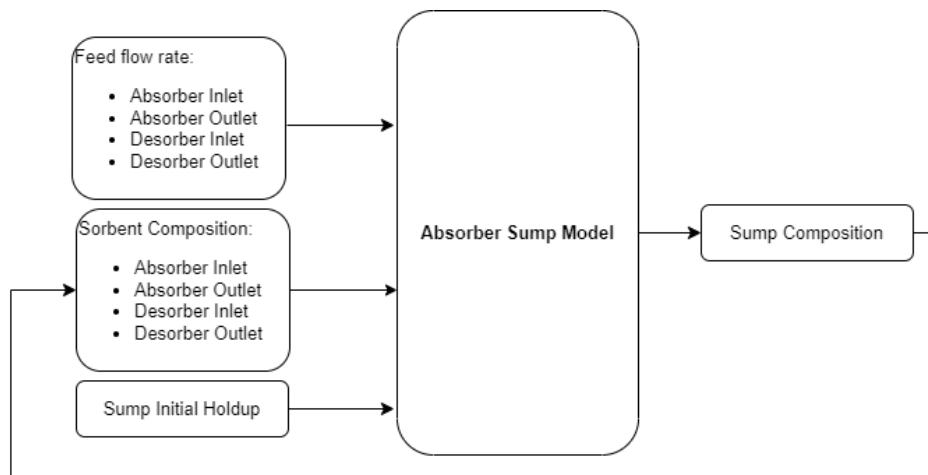 Feed flow rate:
• Absorber Inlet
• Absorber Outlet
• Desorber Inlet
• Desorber Outlet
Sorbent Composition:
• Absorber Inlet
• Absorber Outlet
• Desorber Inlet
• Desorber Outlet
Sump Initial Holdup
Absorber Sump Model
Sump Composition